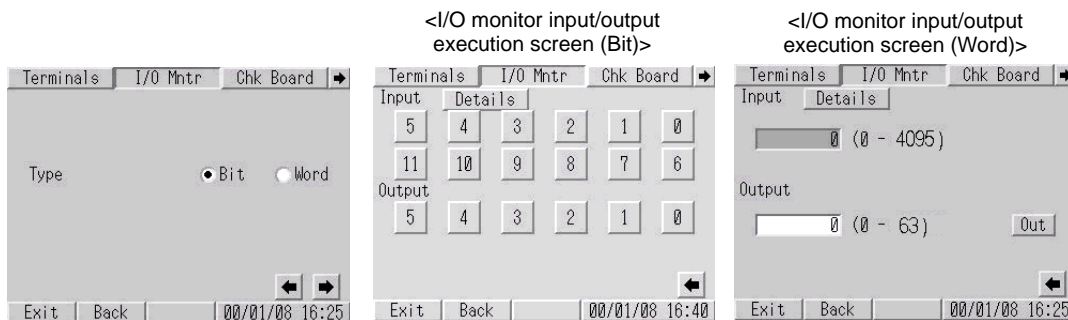 <I/O monitor input/output
execution screen (Bit)>
<I/O monitor input/output
execution screen (Word)>
Terminals I/O Mntr Chk Board
Type Bit Word
Exit Back 00/01/08 16:25
Terminals I/O Mntr Chk Board
Input Details
5 4 3 2 1 0
11 10 9 8 7 6
Output
5 4 3 2 1 0
Exit Back 00/01/08 16:40
Terminals I/O Mntr Chk Board
Input Details
0 (0 - 4095)
Output
0 (0 - 63) Out
Exit Back 00/01/08 16:25